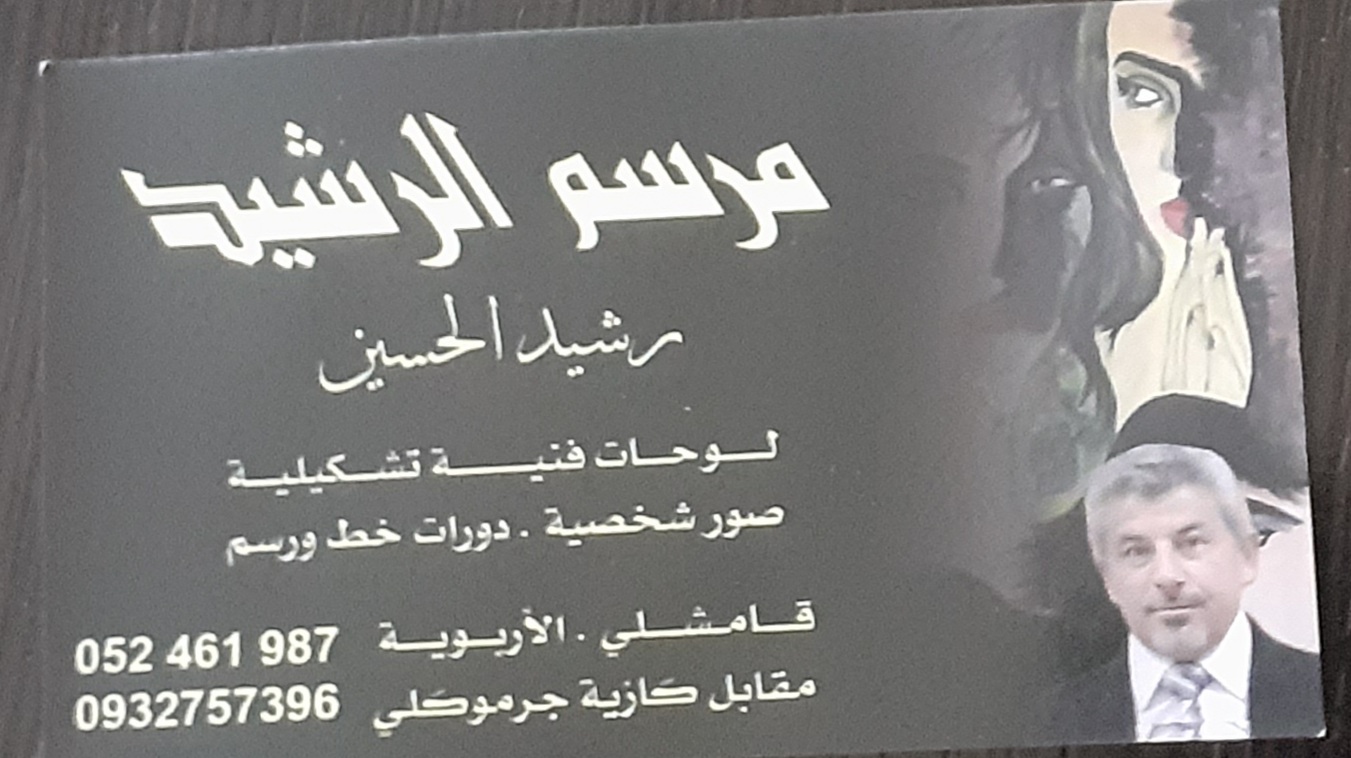 مرسم الرشيد
رشيد الحسين
لوحات فنية تشكيلية
صور شخصية . دورات خط ورسم
قامشلي . الأربوية 052 461 987
مقابل كازية جرموكلي 0932757396